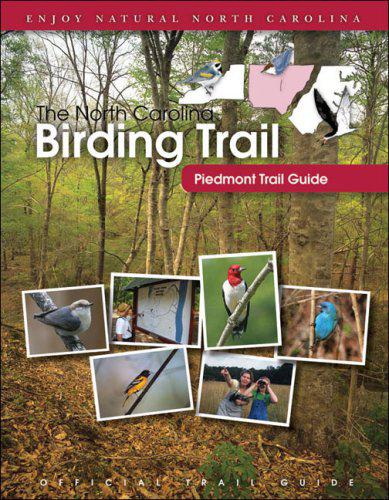 ENJOY NATURAL NORTH CAROLINA
The North Carolina
Birding Trail
Piedmont Trail Guide
OFFICIAL TRAIL GUIDE